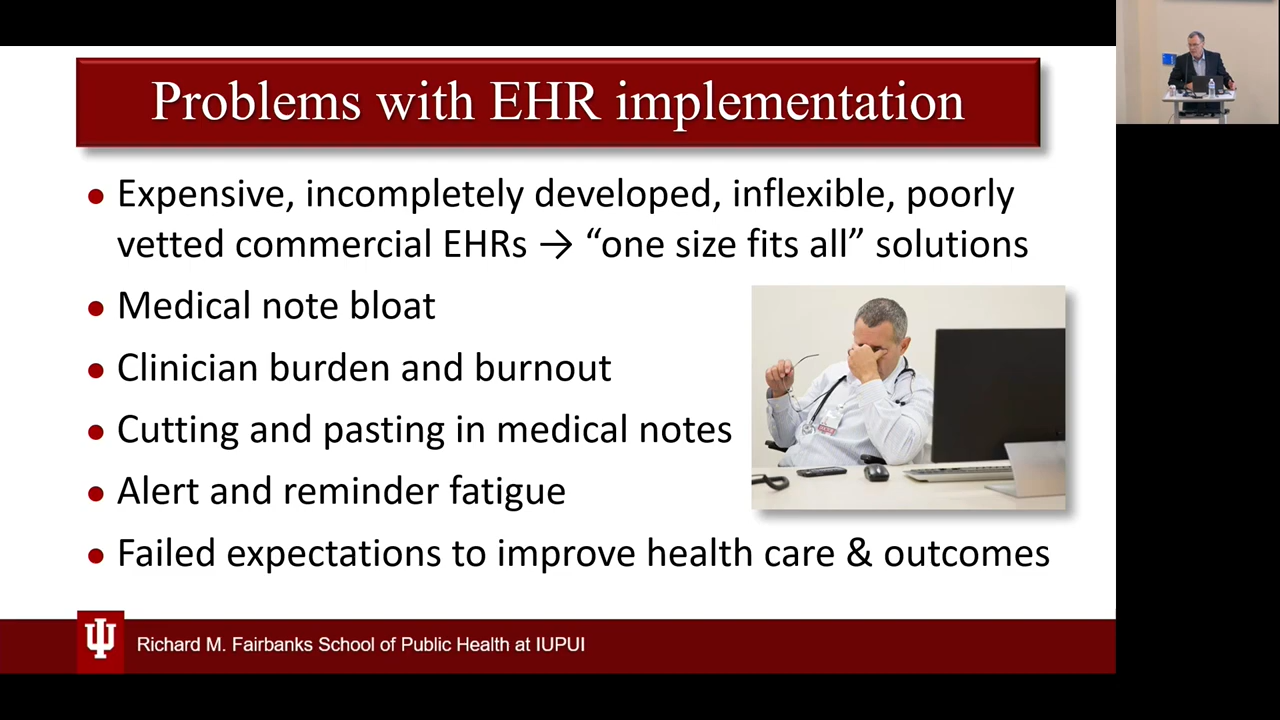 Problems with EHR implementation
• Expensive, incompletely developed, inflexible, poorly
vetted commercial EHRs → “one size fits all” solutions
• Medical note bloat
• Clinician burden and burnout
• Cutting and pasting in medical notes
• Alert and reminder fatigue
• Failed expectations to improve health care & outcomes
Richard M. Fairbanks School of Public Health at IUPUI